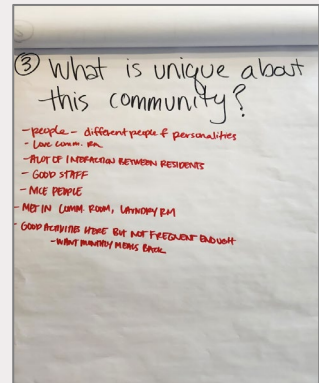 ③ What is unique about
this community?
- people - different people & personalities
- Love comm. rm
- ALOT OF INTERACTION BETWEEN RESIDENTS
- GOOD STAFF
- NICE PEOPLE
- MET IN COMM. ROOM, LAUNDRY RM
- GOOD ACTIVITIES HERE BUT NOT FREQUENT ENOUGH
- WANT MONTHLY MEALS BACK